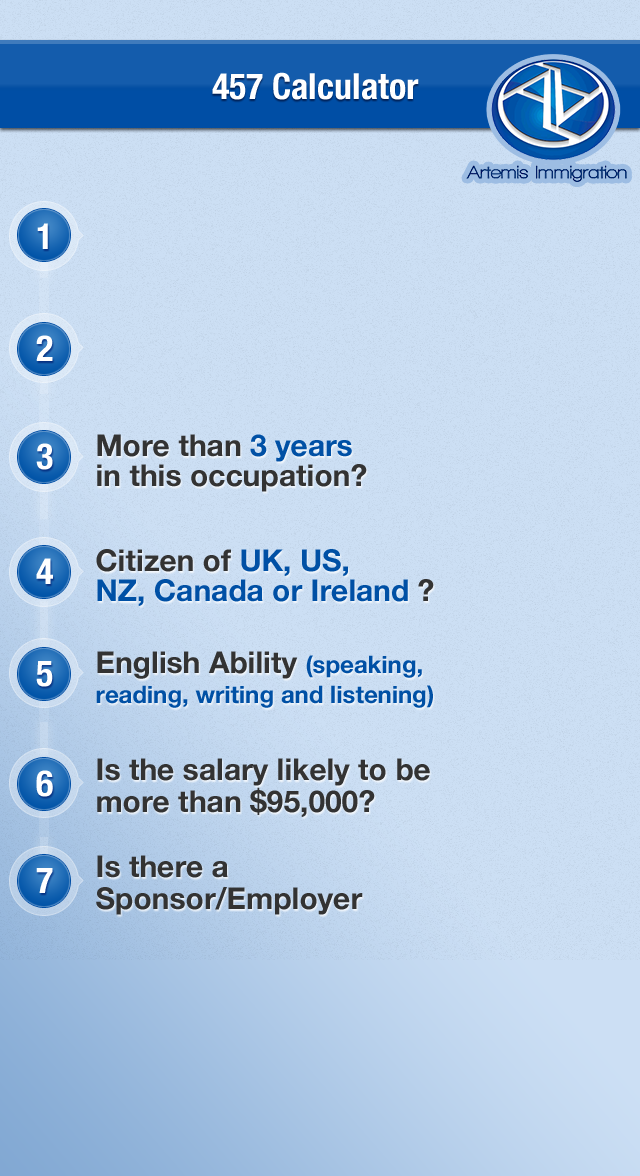 457 Calculator
Artemis Immigration
1
2
3
More than 3 years
in this occupation?
4
Citizen of UK, US,
NZ, Canada or Ireland ?
5
English Ability (speaking,
reading, writing and listening)
6
Is the salary likely to be
more than $95,000?
7
Is there a
Sponsor/Employer